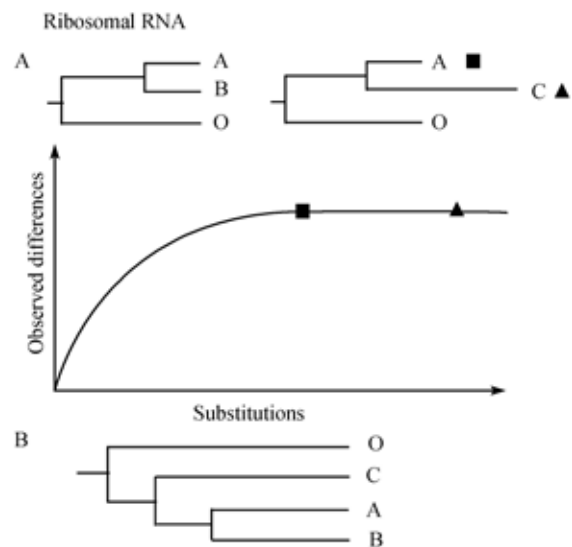 Ribosomal RNA
A
A
B
O
A
C
O
Observed differences
Substitutions
B
O
C
A
B